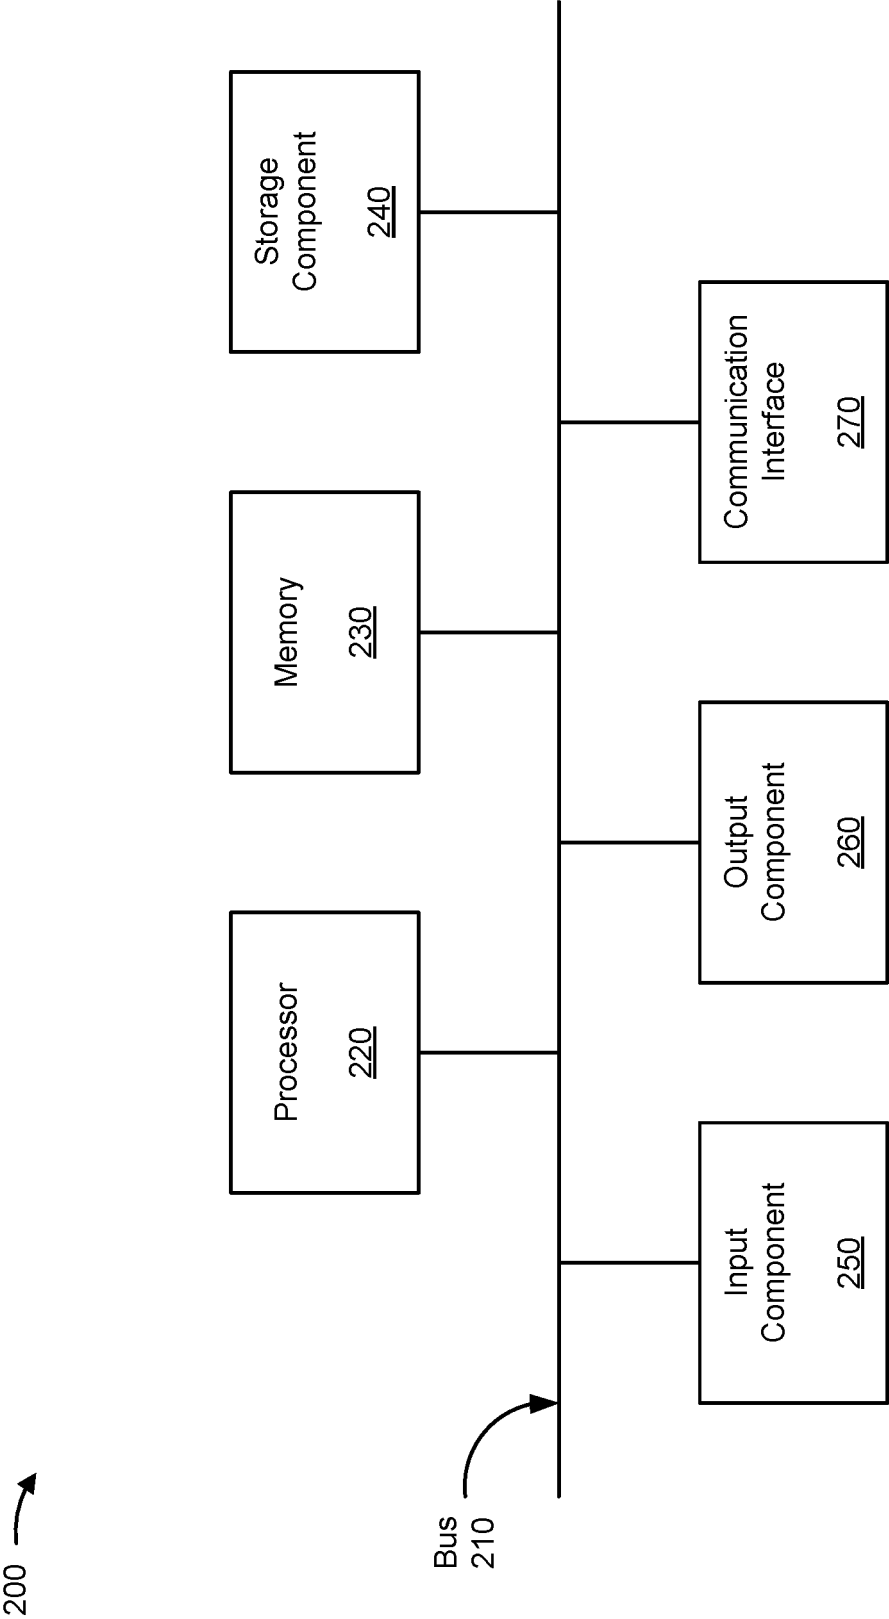 200
Processor
220
Memory
230
Storage
Component
240
Bus
210
Input
Component
250
Output
Component
260
Communication
Interface
270